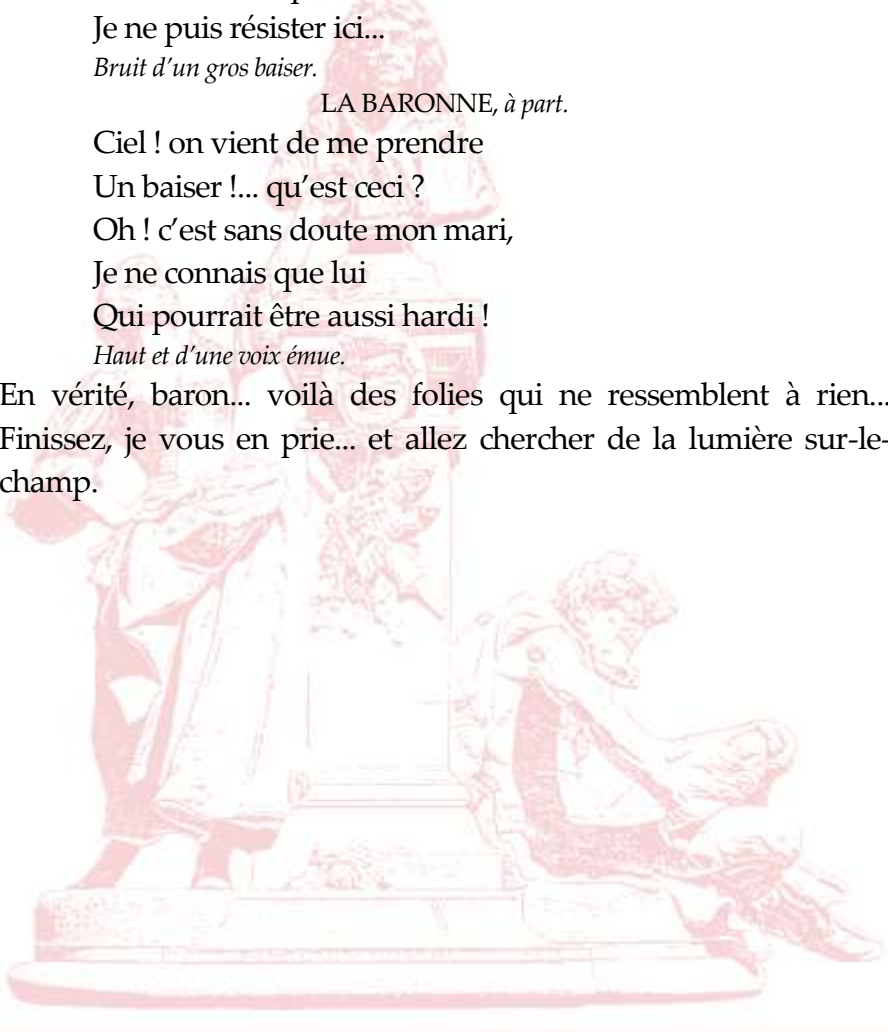 Je ne puis résister ici...
Bruit d'un gros baiser.
LA BARONNE, à part.
Ciel ! on vient de me prendre
Un baiser !... qu'est ceci ?
Oh ! c'est sans doute mon mari,
Je ne connais que lui
Qui pourrait être aussi hardi !
Haut et d'une voix émue.
En vérité, baron... voilà des folies qui ne ressemblent à rien...
Finissez, je vous en prie... et allez chercher de la lumière sur-le-
champ.